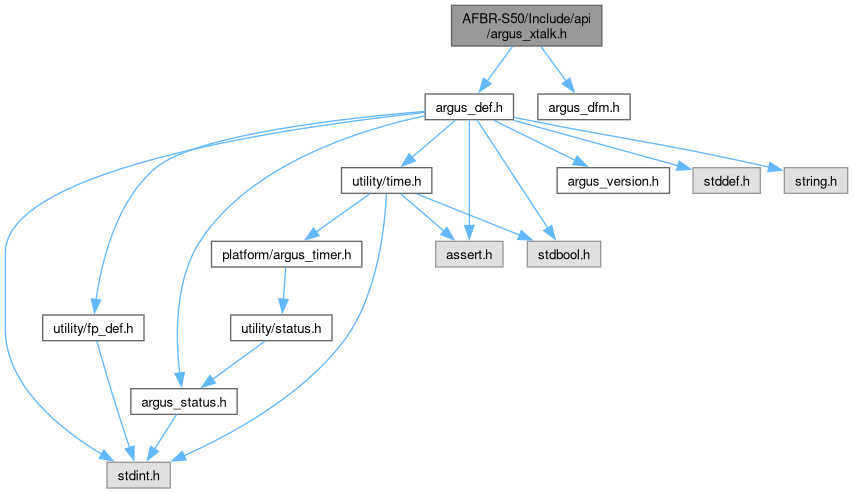 AFBR-S50/Include/api
/argus_xtalk.h
argus_def.h
argus_dfm.h
utility/time.h
argus_version.h
stddef.h
string.h
platform/argus_timer.h
assert.h
stdbool.h
utility/fp_def.h
utility/status.h
argus_status.h
stdint.h